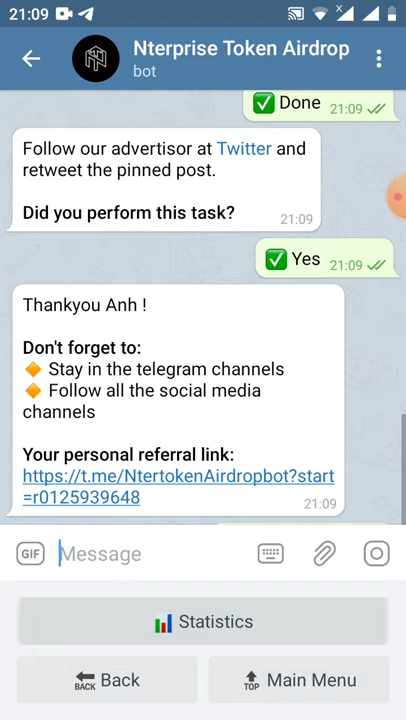 21:09
Nterprise Token Airdrop
bot
✅ Done 21:09
Follow our advertisor at Twitter and
retweet the pinned post.
Did you perform this task? 21:09
✅ Yes 21:09
Thankyou Anh !
Don't forget to:
🔶 Stay in the telegram channels
🔶 Follow all the social media
channels
Your personal referral link:
https://t.me/NtertokenAirdropbot?start
=r0125939648
21:09
GIF Message
📊 Statistics
🔙 Back
🔝 Main Menu